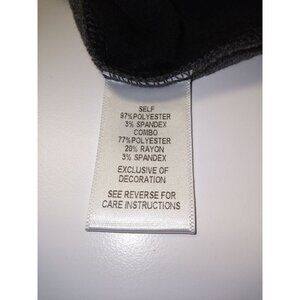 SELF
97%POLYESTER
3% SPANDEX
COMBO
77%POLYESTER
20% RAYON
3% SPANDEX
EXCLUSIVE OF
DECORATION
SEE REVERSE FOR
CARE INSTRUCTIONS